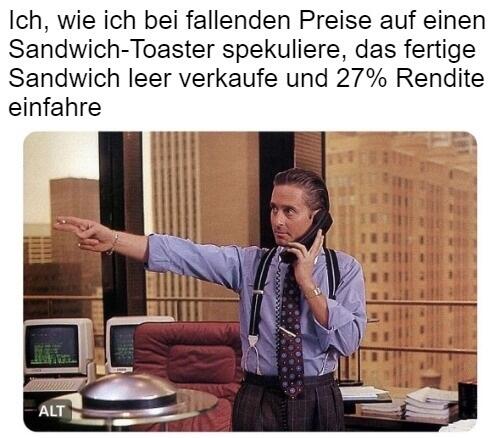 Ich, wie ich bei fallenden Preise auf einen
Sandwich-Toaster spekuliere, das fertige
Sandwich leer verkaufe und 27% Rendite
einfahre
ALT